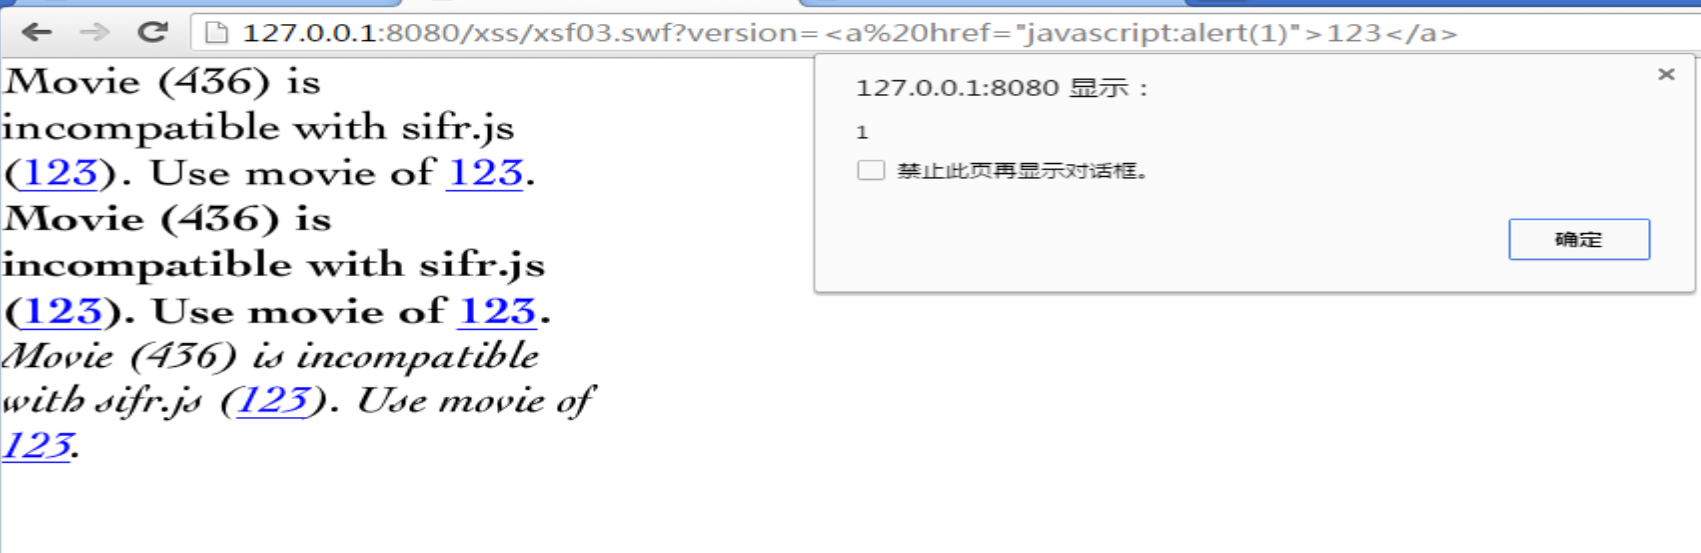 127.0.0.1:8080/xss/xsf03.swf?version=<a%20href="javascript:alert(1)">123</a>
Movie (436) is
incompatible with sifr.js
(123). Use movie of 123.
Movie (436) is
incompatible with sifr.js
(123). Use movie of 123.
Movie (436) is incompatible
with sifr.js (123). Use movie of
123.
127.0.0.1:8080 显示：
1
禁止此页再显示对话框。
确定